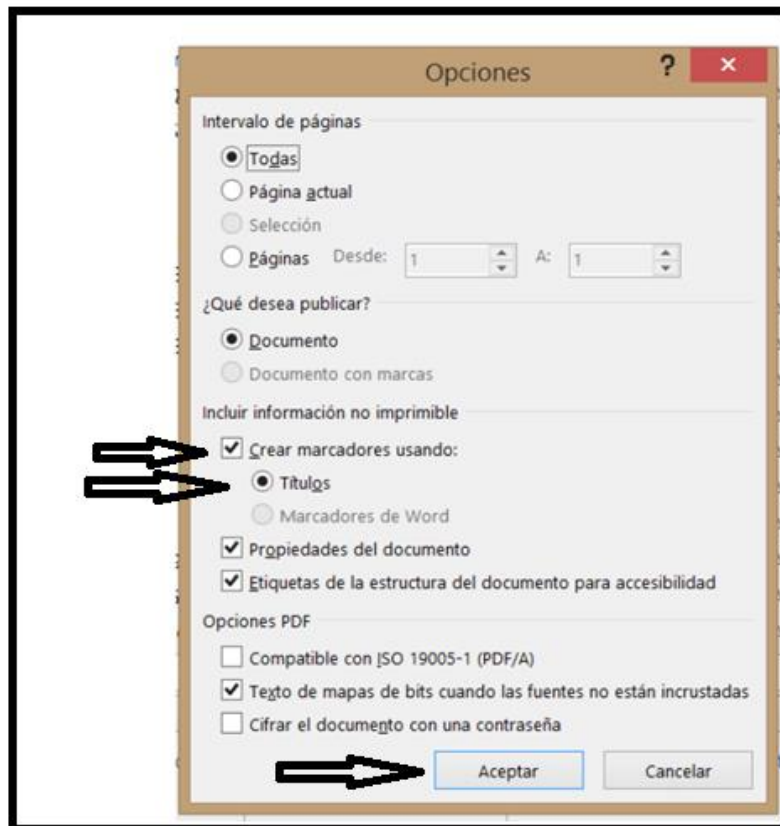 Opciones ?
Intervalo de páginas
Todas
Página actual
Selección
Páginas Desde: 1 A: 1
¿Qué desea publicar?
Documento
Documento con marcas
Incluir información no imprimible
Crear marcadores usando:
Títulos
Marcadores de Word
Propiedades del documento
Etiquetas de la estructura del documento para accesibilidad
Opciones PDF
Compatible con ISO 19005-1 (PDF/A)
Texto de mapas de bits cuando las fuentes no están incrustadas
Cifrar el documento con una contraseña
Aceptar Cancelar